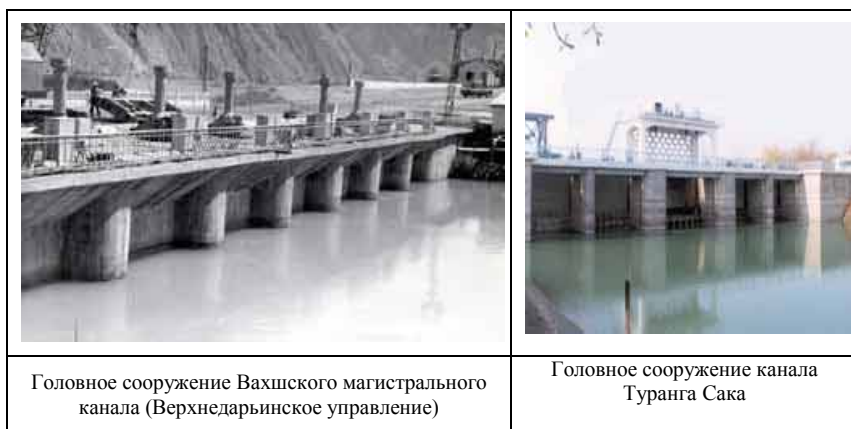 Головное сооружение Вахшского магистрального
канала (Верхнедарьинское управление)
Головное сооружение канала
Туранга Сака